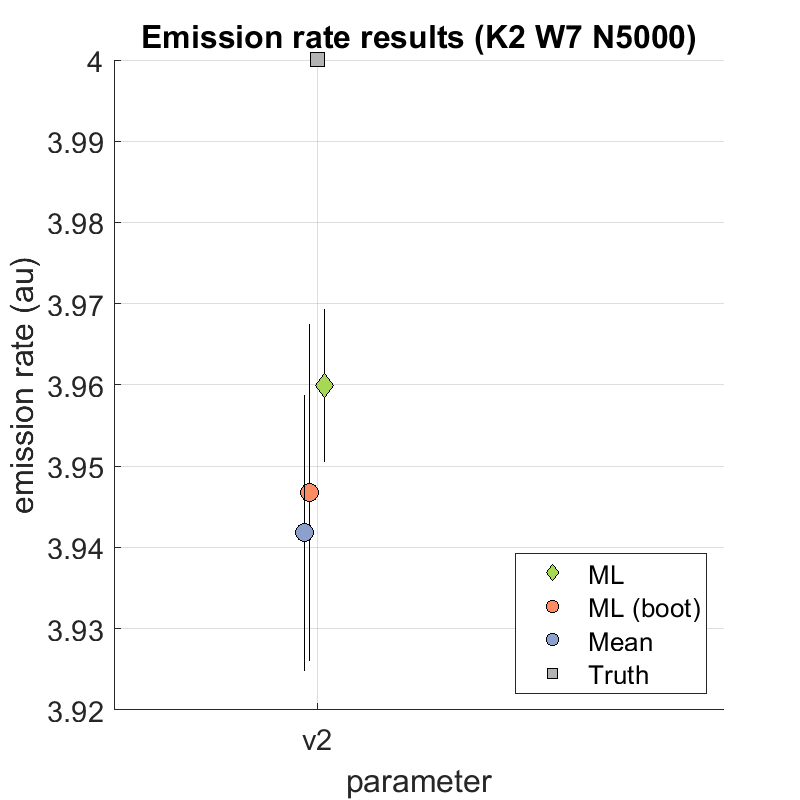 Emission rate results (K2 W7 N5000)
4
3.99
3.98
3.97
3.96
3.95
3.94
3.93
3.92
emission rate (au)
v2
parameter
ML
ML (boot)
Mean
Truth